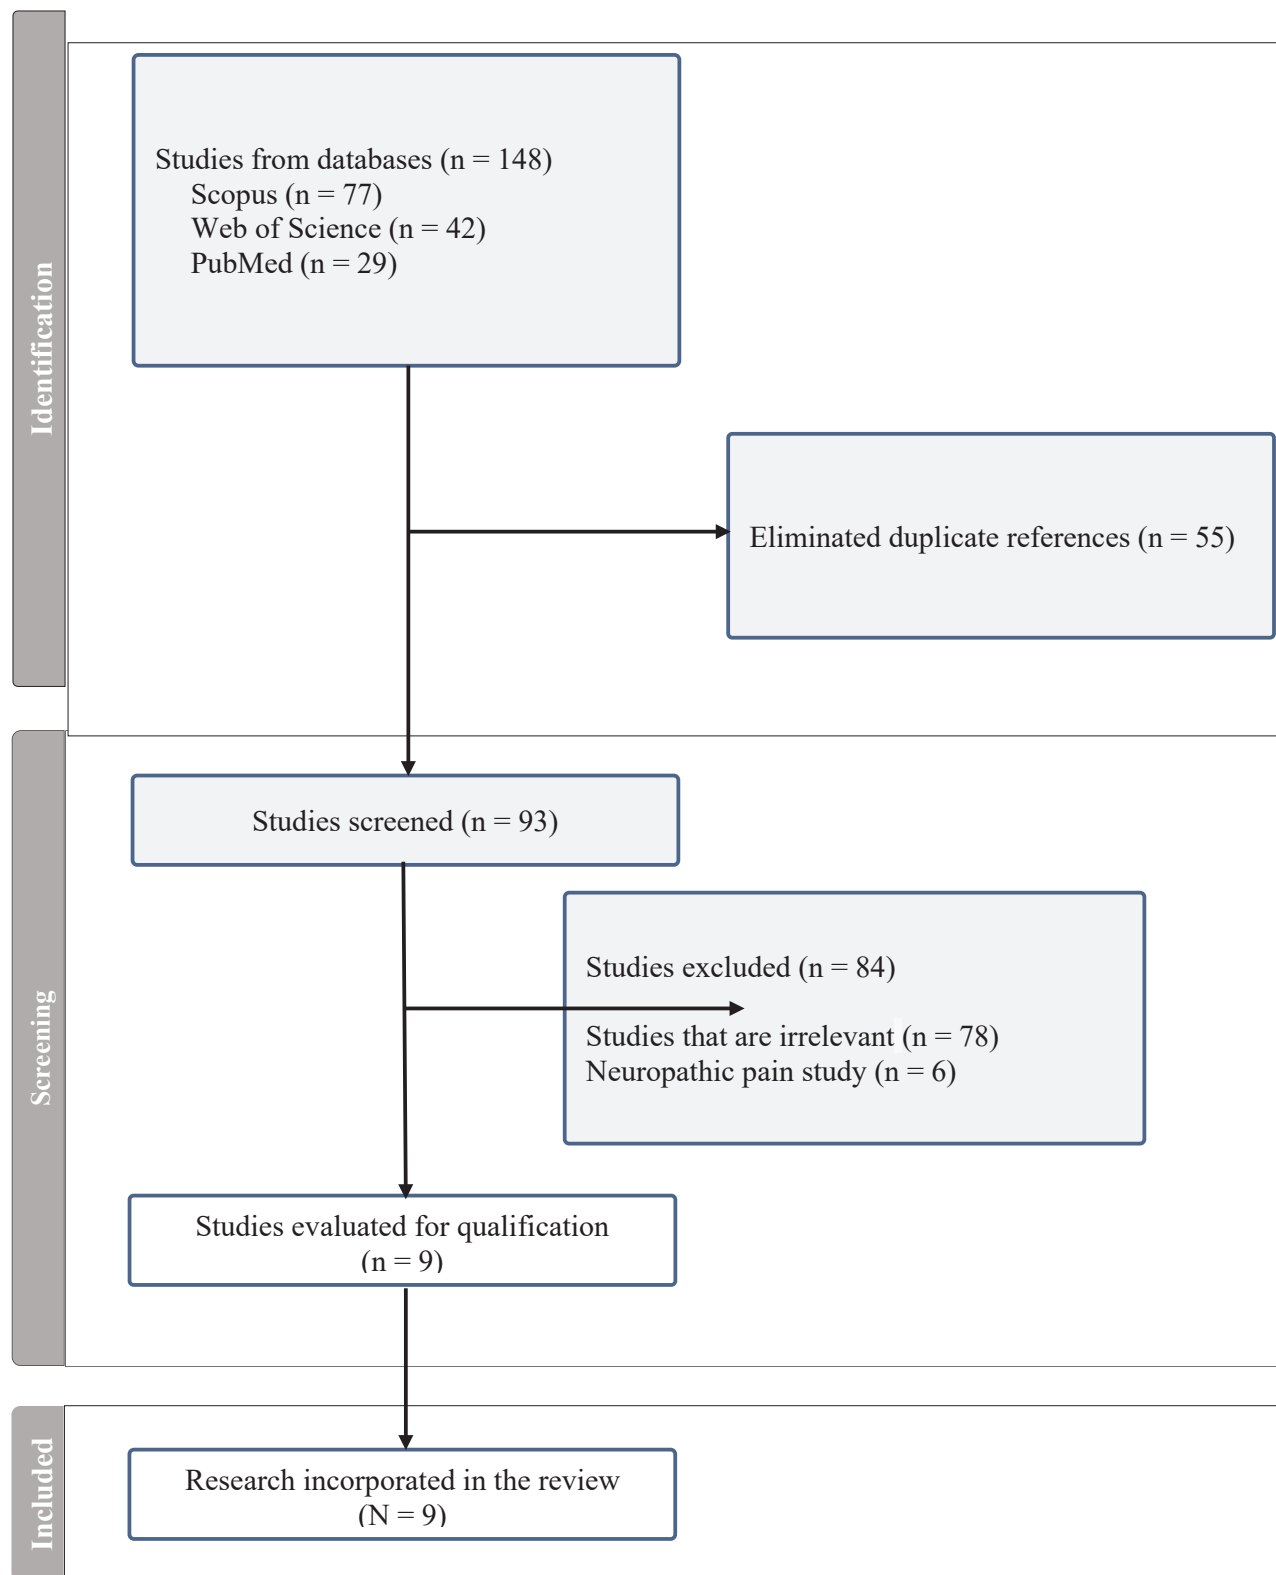 Identification
Studies from databases (n = 148)
Scopus (n = 77)
Web of Science (n = 42)
PubMed (n = 29)
Eliminated duplicate references (n = 55)
Screening
Studies screened (n = 93)
Studies excluded (n = 84)
Studies that are irrelevant (n = 78)
Neuropathic pain study (n = 6)
Studies evaluated for qualification
(n = 9)
Included
Research incorporated in the review
(N = 9)